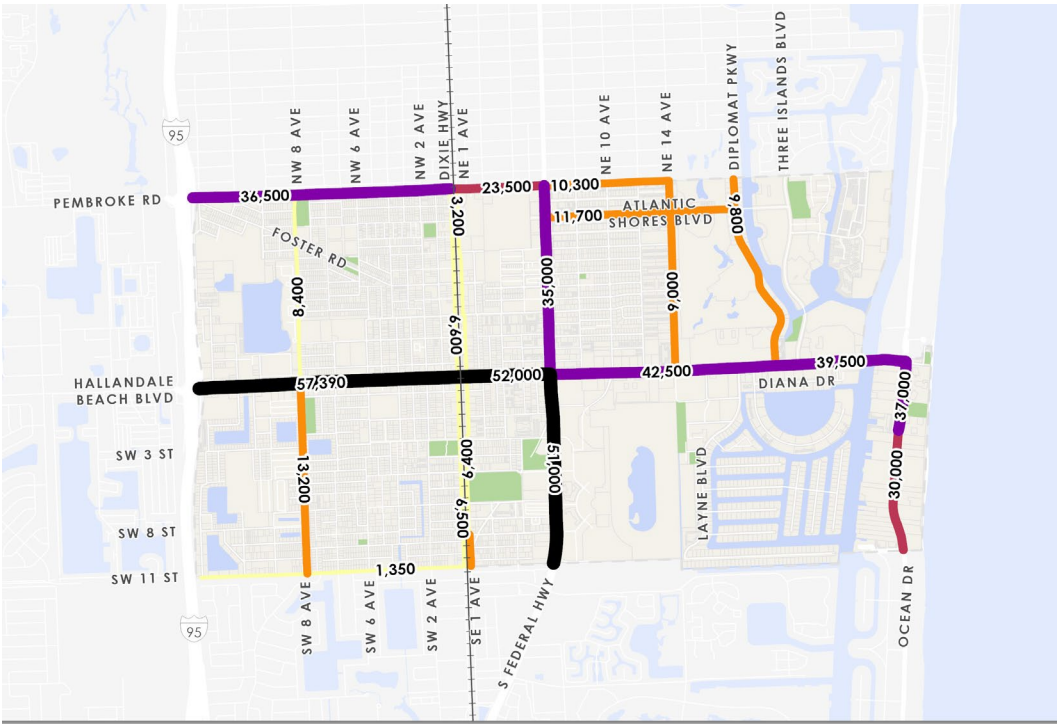 THREE ISLANDS BLVD
DIPLOMAT PKWY
NW 8 AVE
NW 6 AVE
NW 2 AVE
DIXIE HWY
NE 1 AVE
NE 10 AVE
NE 14 AVE
95
PEMBROKE RD
36,500
23,500
10,300
3,200
11,700
ATLANTIC
SHORES BLVD
9,800
FOSTER RD
8,400
35,000
9,000
6,600
HALLANDALE
BEACH BLVD
57,390
52,000
42,500
39,500
DIANA DR
37,000
SW 3 ST
13,200
6,400
51,000
LAYNE BLVD
30,000
SW 8 ST
6,500
SW 11 ST
1,350
SW 8 AVE
SW 6 AVE
SW 2 AVE
SE 1 AVE
S FEDERAL HWY
OCEAN DR
95